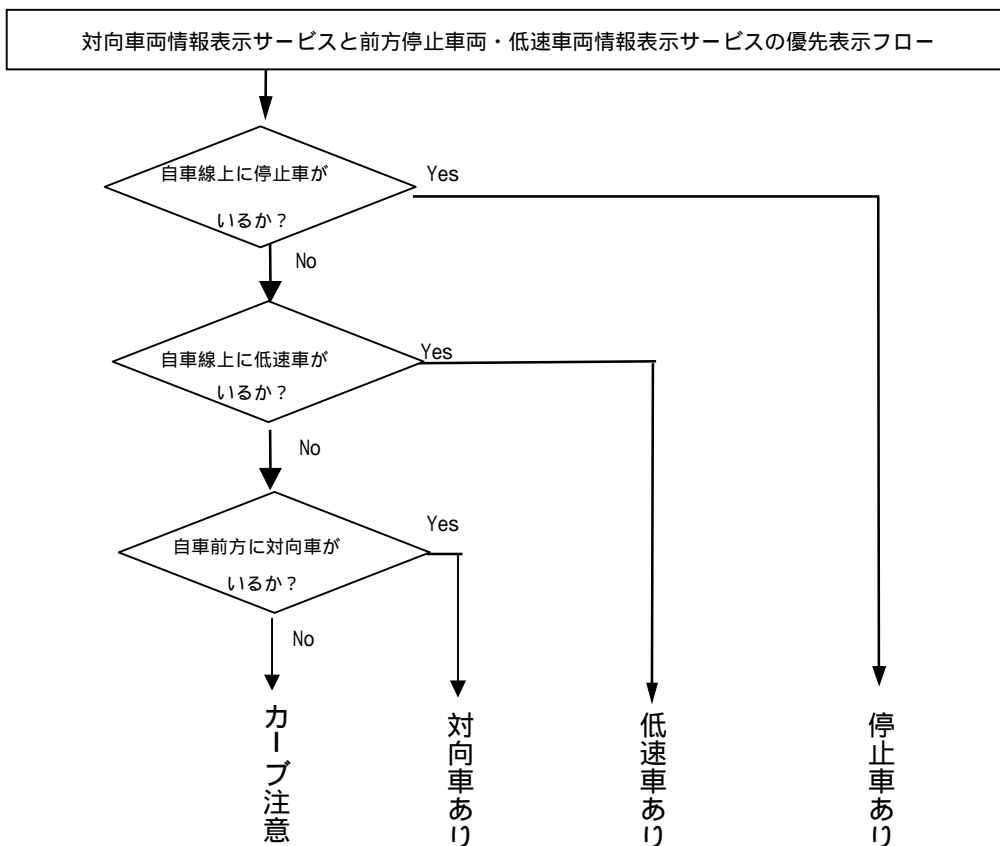 対向車両情報表示サービスと前方停止車両・低速車両情報表示サービスの優先表示フロー
自車線上に停止車が
いるか？
Yes
No
自車線上に低速車が
いるか？
Yes
No
自車前方に対向車が
いるか？
Yes
No
カーブ注意
対向車あり
低速車あり
停止車あり